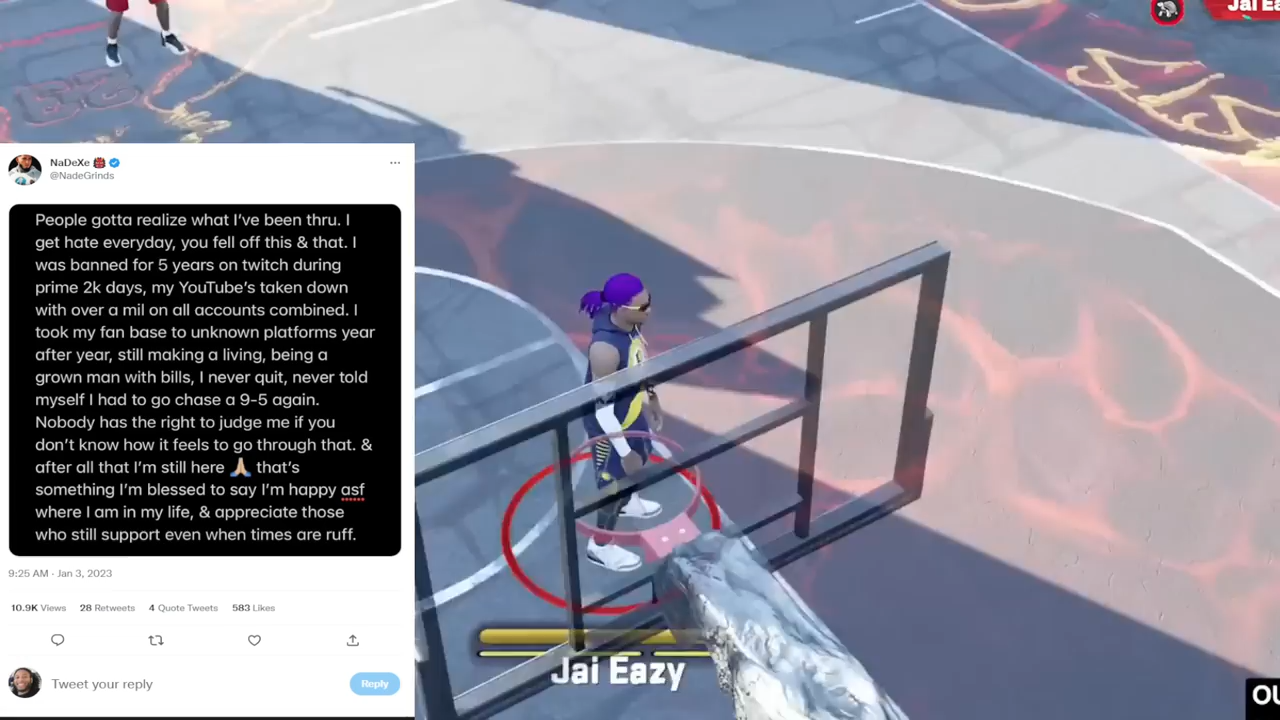 Jai Ea
NaDeXe
@NadeGrinds
People gotta realize what I've been thru. I
get hate everyday, you fell off this & that. I
was banned for 5 years on twitch during
prime 2k days, my YouTube's taken down
with over a mil on all accounts combined. I
took my fan base to unknown platforms year
after year, still making a living, being a
grown man with bills, I never quit, never told
myself I had to go chase a 9-5 again.
Nobody has the right to judge me if you
don't know how it feels to go through that. &
after all that I'm still here 🙏🏼 that's
something I'm blessed to say I'm happy asf
where I am in my life, & appreciate those
who still support even when times are ruff.
9:25 AM · Jan 3, 2023
10.9K Views 28 Retweets 4 Quote Tweets 583 Likes
Tweet your reply
Reply
Jai Eazy
OU